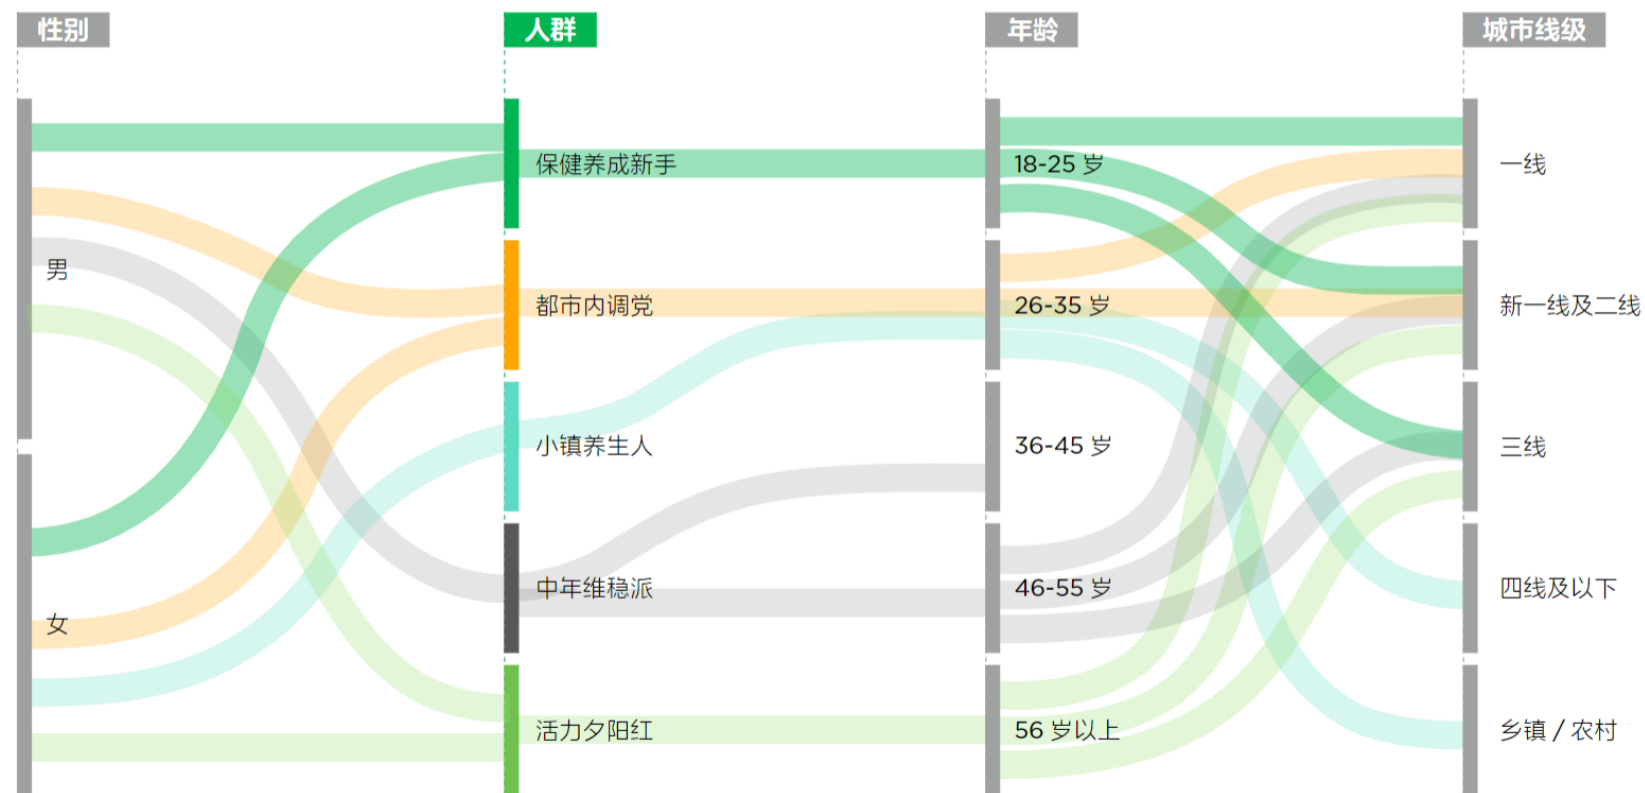 性别
人群
年龄
城市线级
男
女
保健养成新手
都市内调党
小镇养生人
中年维稳派
活力夕阳红
18-25 岁
26-35 岁
36-45 岁
46-55 岁
56 岁以上
一线
新一线及二线
三线
四线及以下
乡镇 / 农村